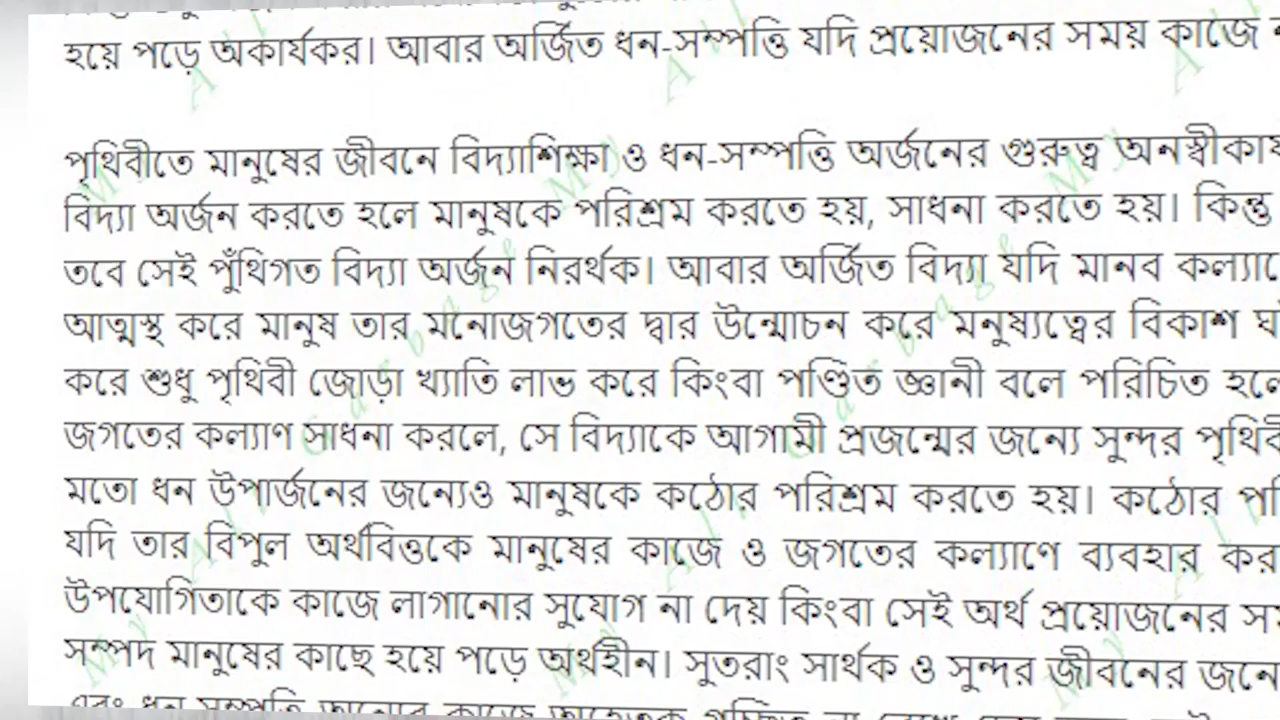 হয়ে পড়ে অকার্যকর। আবার অর্জিত ধন-সম্পত্তি যদি প্রয়োজনের সময় কাজে
পৃথিবীতে মানুষের জীবনে বিদ্যাশিক্ষা ও ধন-সম্পত্তি অর্জনের গুরুত্ব অনস্বীকার্য
বিদ্যা অর্জন করতে হলে মানুষকে পরিশ্রম করতে হয়, সাধনা করতে হয়। কিন্তু
তবে সেই পুঁথিগত বিদ্যা অর্জন নিরর্থক। আবার অর্জিত বিদ্যা যদি মানব কল্যাণে
আত্মস্থ করে মানুষ তার মনোজগতের দ্বার উন্মোচন করে মনুষ্যত্বের বিকাশ
করে শুধু পৃথিবী জোড়া খ্যাতি লাভ করে কিংবা পণ্ডিত জ্ঞানী বলে পরিচিত হলে
জগতের কল্যাণ সাধনা করলে, সে বিদ্যাকে আগামী প্রজন্মের জন্যে সুন্দর
মতো ধন উপার্জনের জন্যেও মানুষকে কঠোর পরিশ্রম করতে হয়। কঠোর
যদি তার বিপুল অর্থবিত্তকে মানুষের কাজে ও জগতের কল্যাণে ব্যবহার
উপযোগিতাকে কাজে লাগানোর সুযোগ না দেয় কিংবা সেই অর্থ প্রয়োজনের
সম্পদ মানুষের কাছে হয়ে পড়ে অর্থহীন। সুতরাং সার্থক ও সুন্দর জীবনের জন্যে